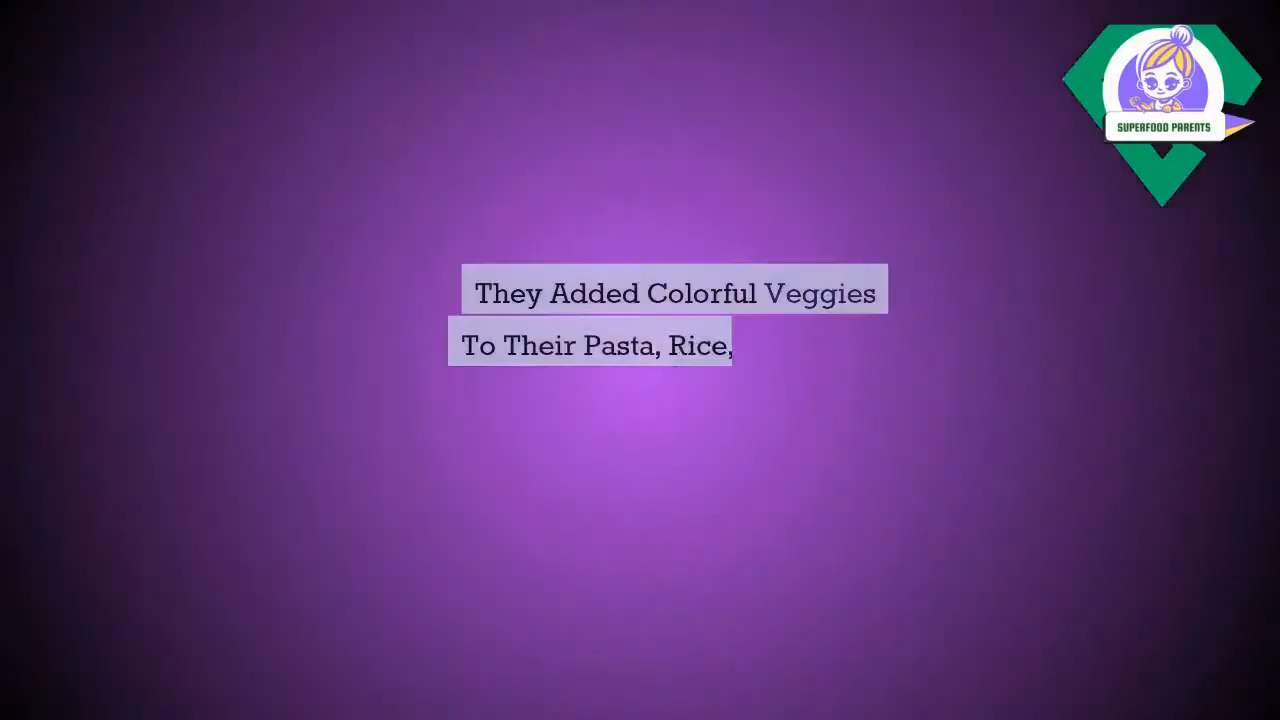 SUPERFOOD PARENTS
They Added Colorful Veggies
To Their Pasta, Rice,